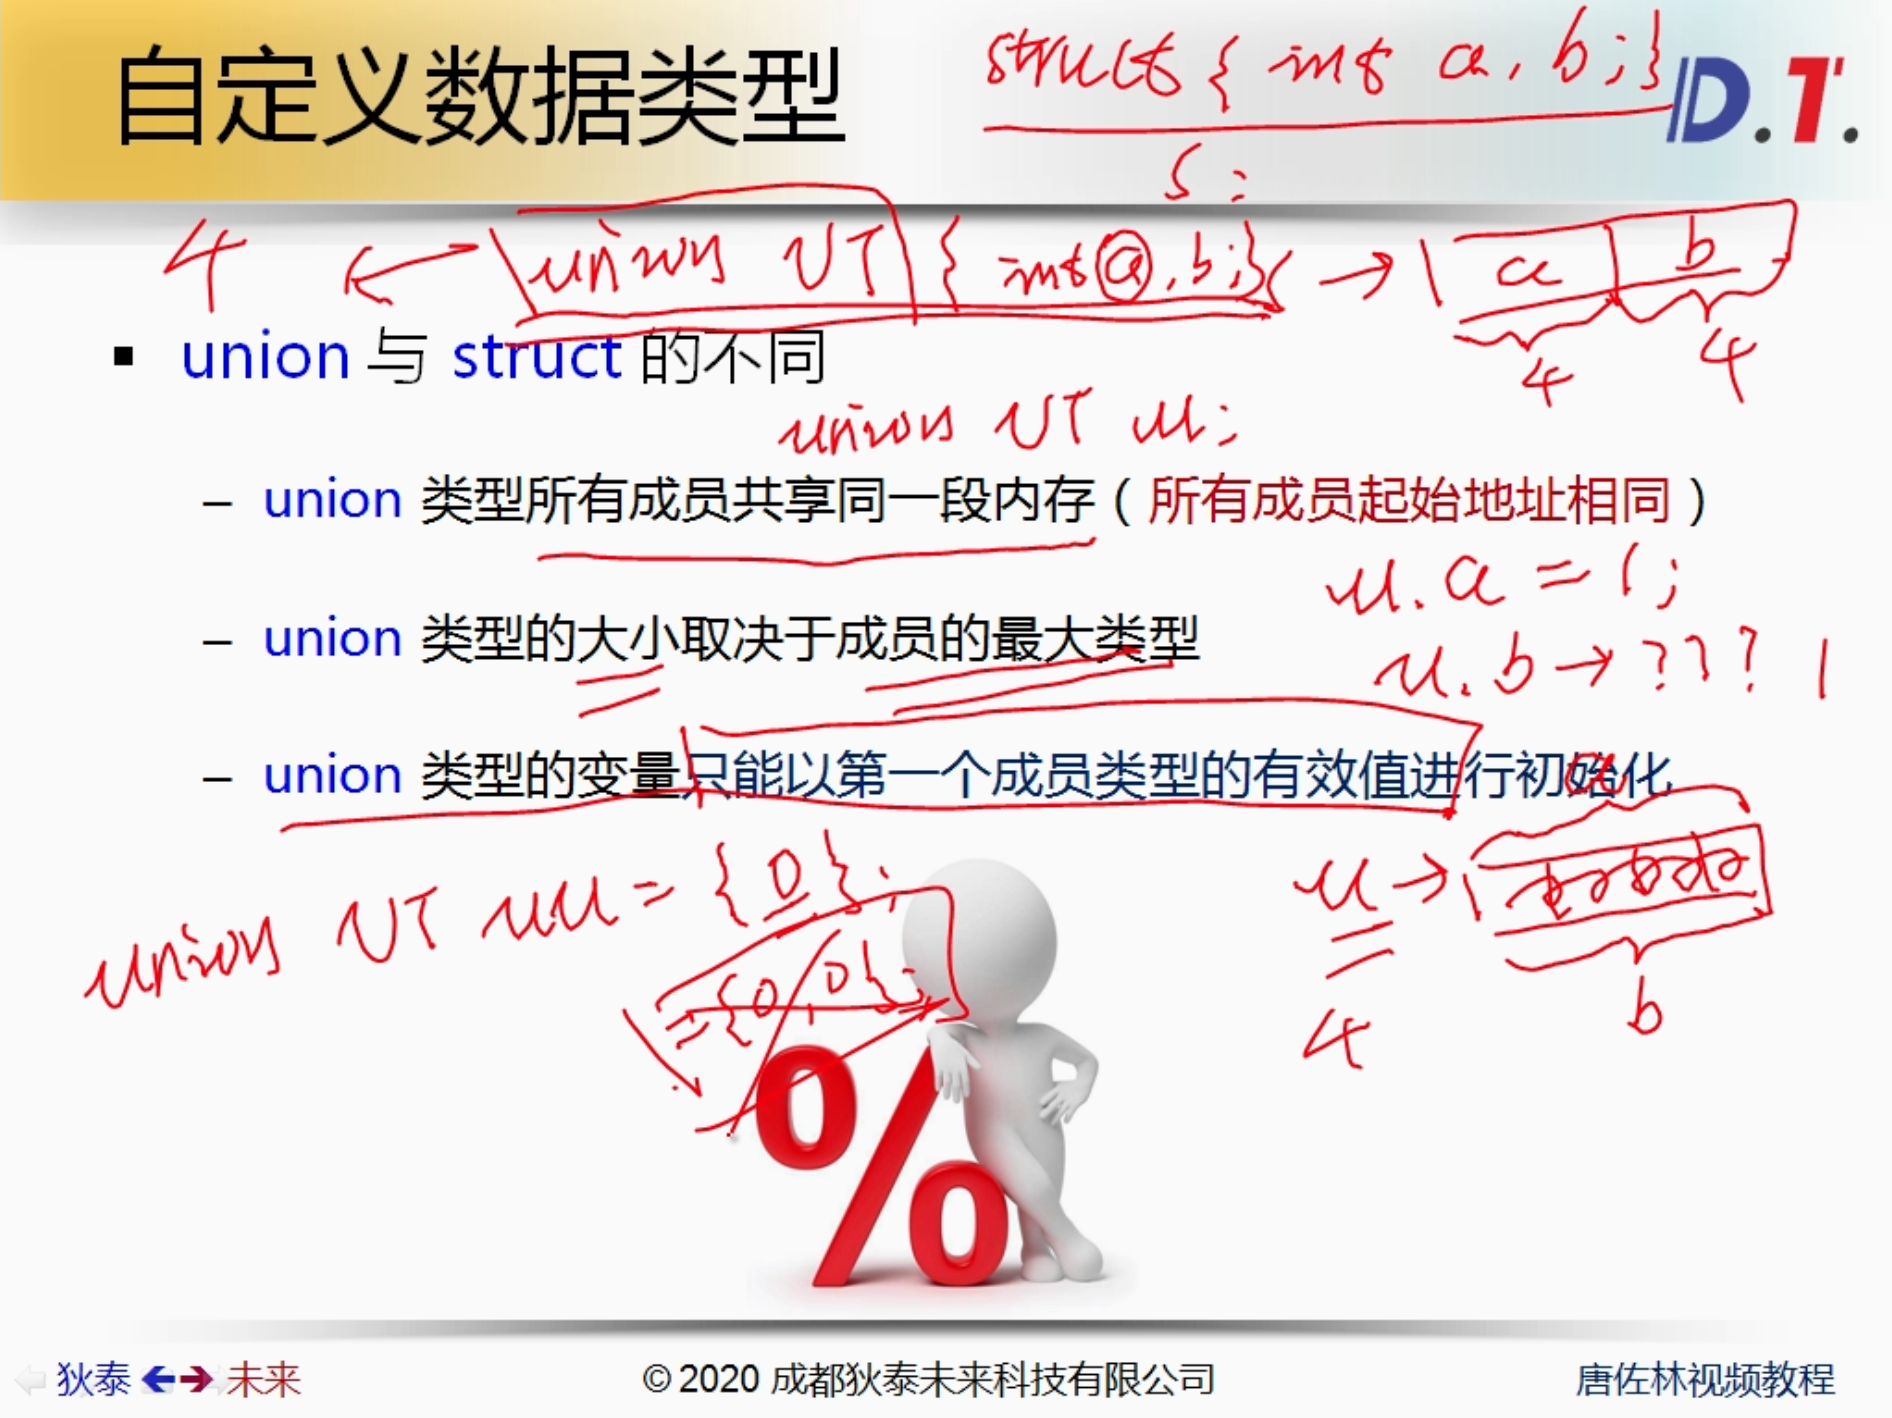 自定义数据类型
struct { int a, b; }
D.T.
s:
4 ← union UT { int a, b; } → a b
4 4
union 与 struct 的不同
union UT u;
– union 类型所有成员共享同一段内存（所有成员起始地址相同）
u.a = 1;
– union 类型的大小取决于成员的最大类型
u.b → ??? 1
– union 类型的变量只能以第一个成员类型的有效值进行初始化
a
union UT uu = {0};
u →
= {0,0};
4
b
狄泰 未来
© 2020 成都狄泰未来科技有限公司
唐佐林视频教程